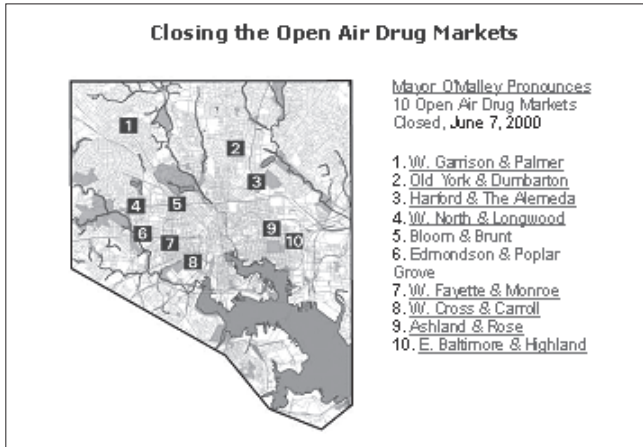 Closing the Open Air Drug Markets
Mayor O'Malley Pronounces
10 Open Air Drug Markets
Closed, June 7, 2000
1. W. Garrison & Palmer
2. Old York & Dumbarton
3. Harford & The Alemeda
4. W. North & Longwood
5. Bloom & Brunt
6. Edmondson & Poplar
Grove
7. W. Fayette & Monroe
8. W. Cross & Carroll
9. Ashland & Rose
10. E. Baltimore & Highland
1
2
3
4
5
6
7
8
9
10